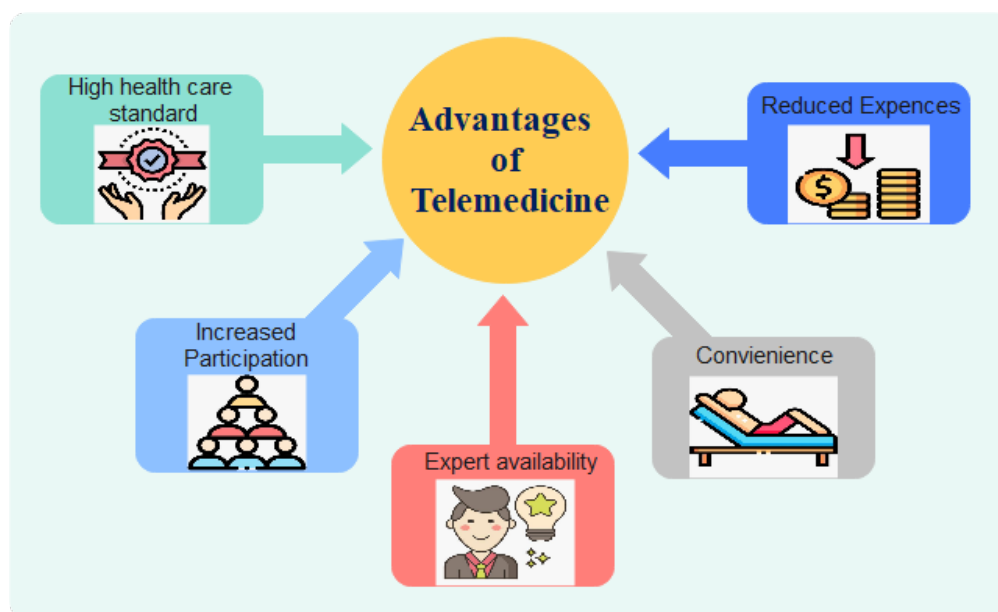 Advantages
of
Telemedicine
High health care
standard
Reduced Expences
Increased
Participation
Convienience
Expert availability
$